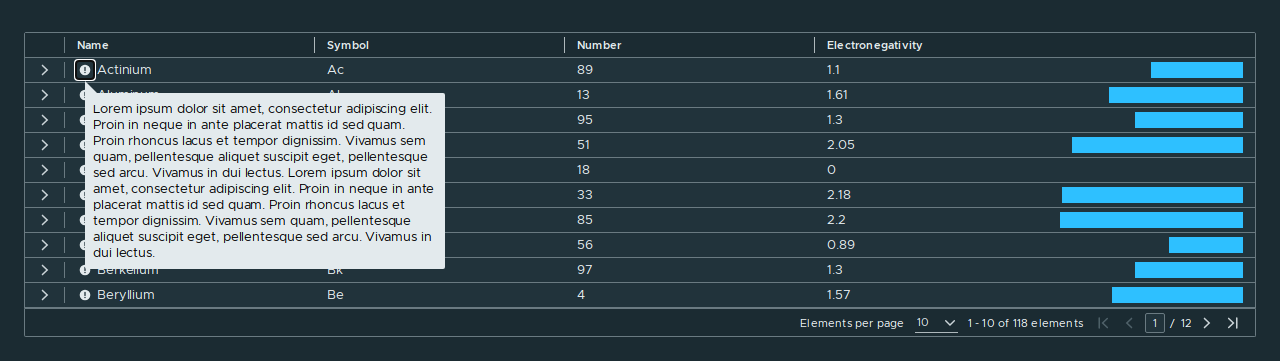 Name Symbol Number Electronegativity
Actinium Ac 89 1.1
13 1.61
Lorem ipsum dolor sit amet, consectetur adipiscing elit.
Proin in neque in ante placerat mattis id sed quam.
Proin rhoncus lacus et tempor dignissim. Vivamus sem
quam, pellentesque aliquet suscipit eget, pellentesque
sed arcu. Vivamus in dui lectus. Lorem ipsum dolor sit
amet, consectetur adipiscing elit. Proin in neque in ante
placerat mattis id sed quam. Proin rhoncus lacus et
tempor dignissim. Vivamus sem quam, pellentesque
aliquet suscipit eget, pellentesque sed arcu. Vivamus in
dui lectus.
95 1.3
51 2.05
18 0
33 2.18
85 2.2
56 0.89
Berkelium Bk 97 1.3
Beryllium Be 4 1.57
Elements per page 10 1 - 10 of 118 elements 1 / 12